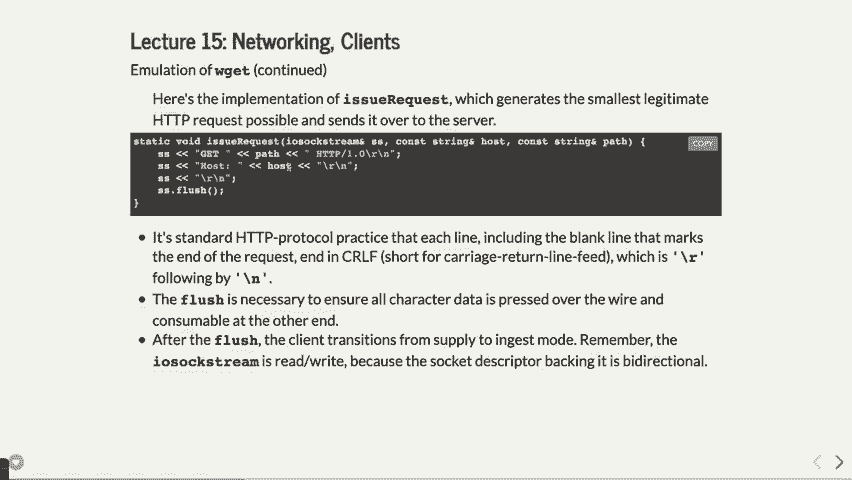 Lecture 15: Networking, Clients
Emulation of wget (continued)
Here's the implementation of issueRequest, which generates the smallest legitimate
HTTP request possible and sends it over to the server.
static void issueRequest(iosockstream& ss, const string& host, const string& path) {
COPY
ss << "GET " << path << " HTTP/1.0\r\n";
ss << "Host: " << host << "\r\n";
ss << "\r\n";
ss.flush();
}
• It's standard HTTP-protocol practice that each line, including the blank line that marks
the end of the request, end in CRLF (short for carriage-return-line-feed), which is '\r'
following by '\n'.
• The flush is necessary to ensure all character data is pressed over the wire and
consumable at the other end.
• After the flush, the client transitions from supply to ingest mode. Remember, the
iosockstream is read/write, because the socket descriptor backing it is bidirectional.